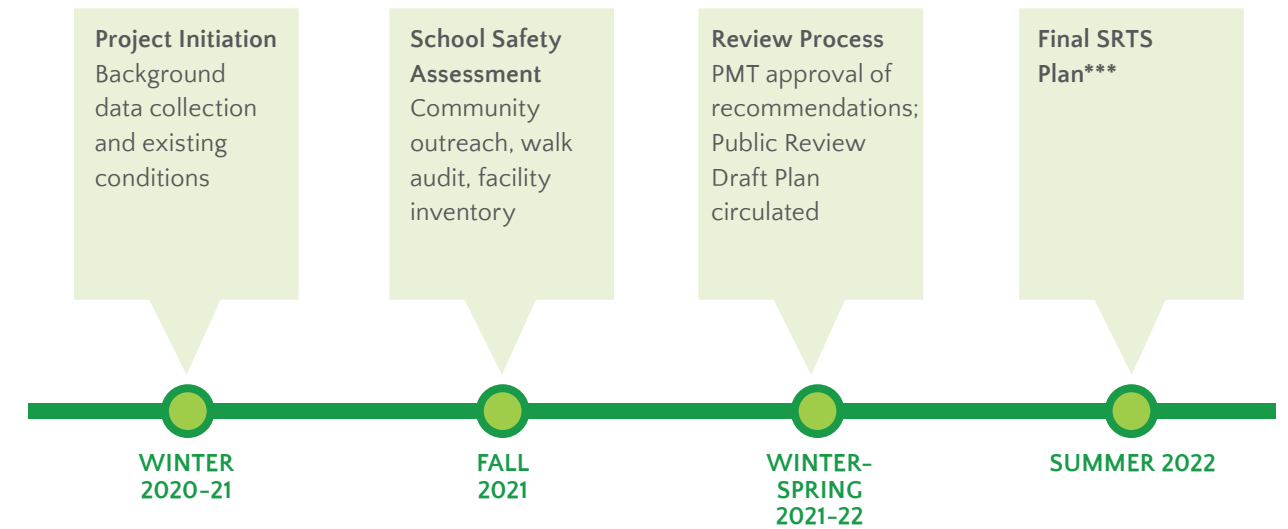 Project Initiation
Background
data collection
and existing
conditions
School Safety
Assessment
Community
outreach, walk
audit, facility
inventory
Review Process
PMT approval of
recommendations;
Public Review
Draft Plan
circulated
Final SRTS
Plan***
WINTER
2020-21
FALL
2021
WINTER-
SPRING
2021-22
SUMMER 2022